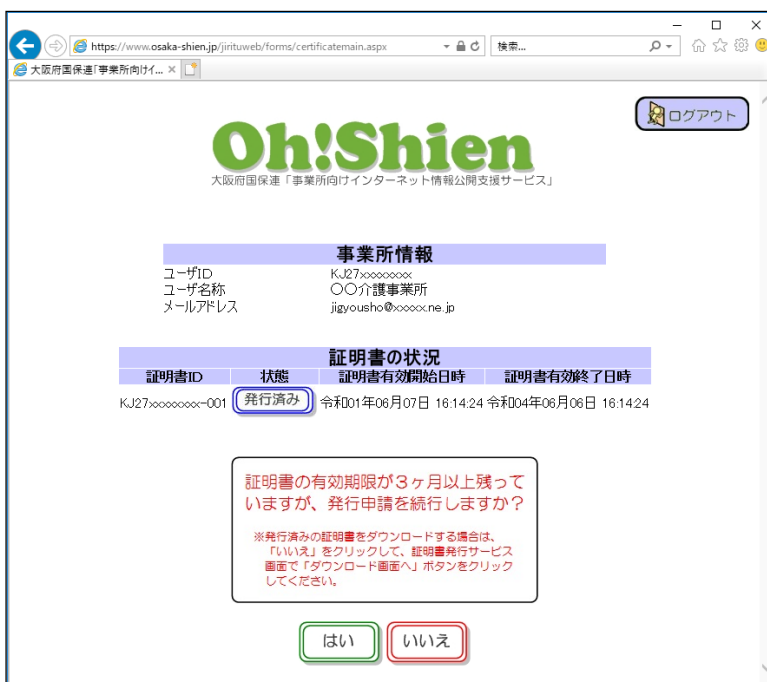 https://www.osaka-shien.jp/jirituweb/forms/certificatemain.aspx
検索...
大阪府国保連「事業所向けイ...
ログアウト
Oh!Shien
大阪府国保連「事業所向けインターネット情報公開支援サービス」
事業所情報
ユーザID KJ27xxxxxxxx
ユーザ名称 〇〇介護事業所
メールアドレス jigyousho@xxxxx.ne.jp
証明書の状況
証明書ID 状態 証明書有効開始日時 証明書有効終了日時
KJ27xxxxxxxx-001 発行済み 令和01年06月07日 16:14:24 令和04年06月06日 16:14:24
証明書の有効期限が３ヶ月以上残って
いますが、発行申請を続行しますか？
※発行済みの証明書をダウンロードする場合は、
「いいえ」をクリックして、証明書発行サービス
画面で「ダウンロード画面へ」ボタンをクリック
してください。
はい いいえ